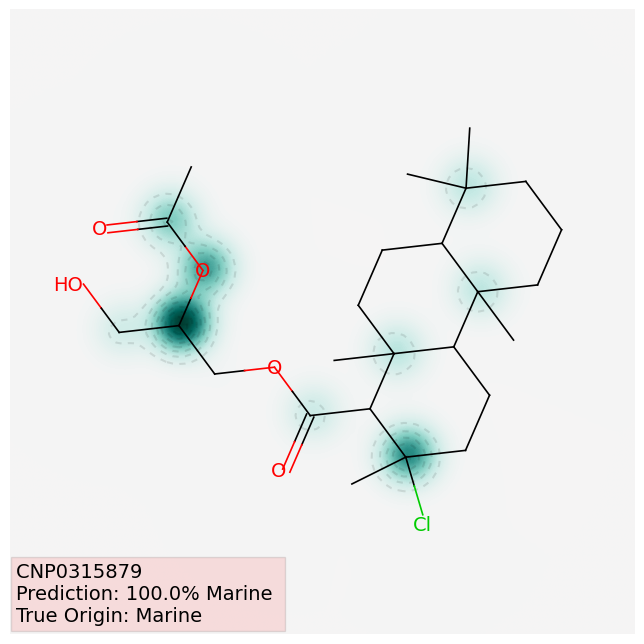 O
O
HO
O
O
Cl
CNP0315879
Prediction: 100.0% Marine
True Origin: Marine